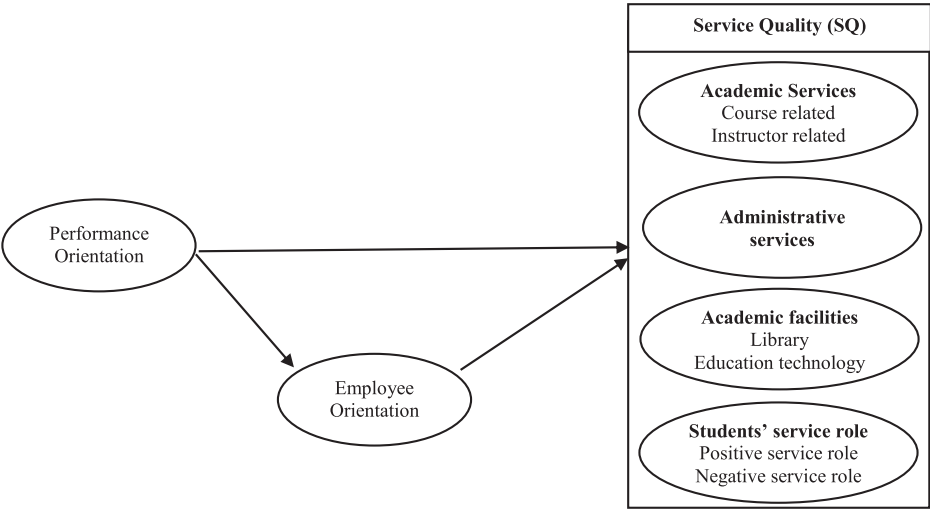 Service Quality (SQ)
Academic Services
Course related
Instructor related
Performance
Orientation
Administrative
services
Academic facilities
Library
Education technology
Employee
Orientation
Students’ service role
Positive service role
Negative service role